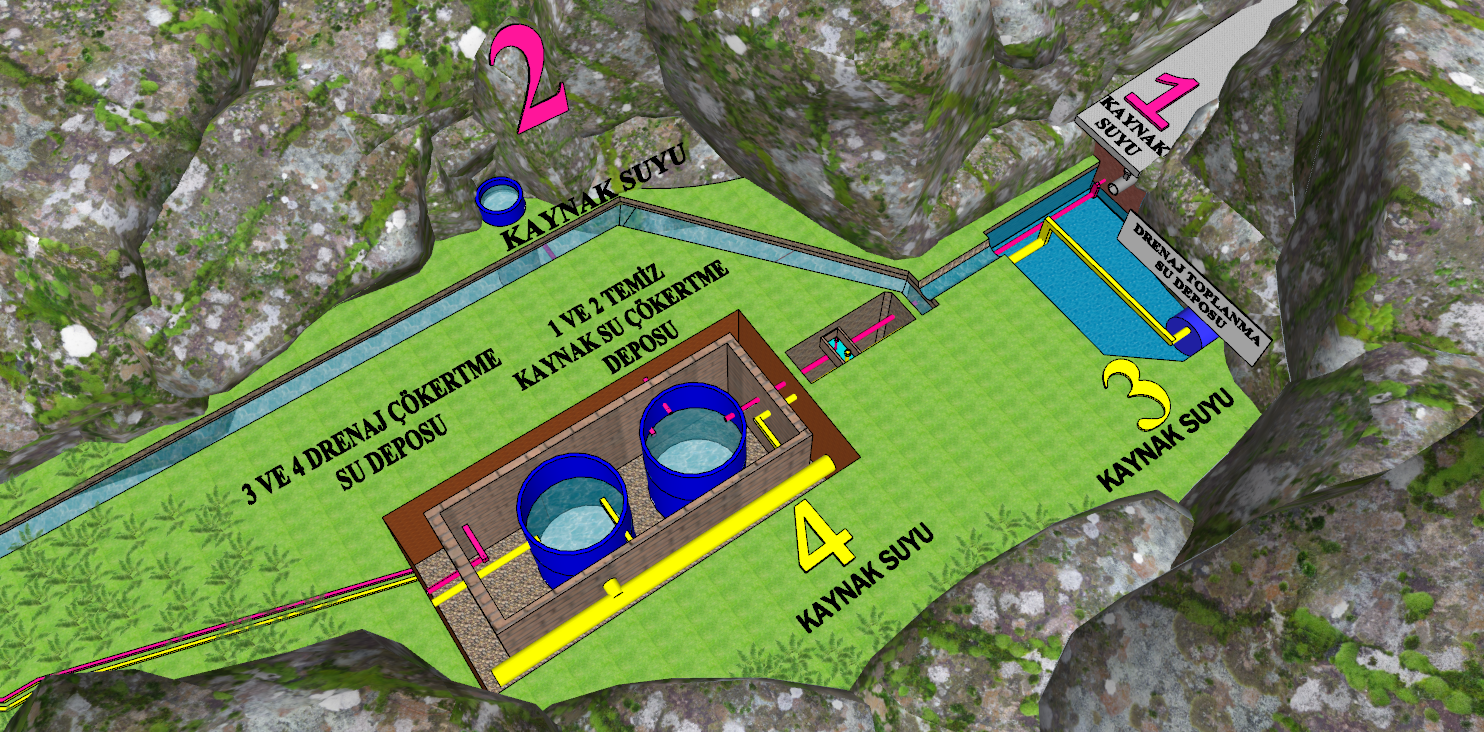 2
KAYNAK SUYU
1
KAYNAK
SUYU
DRENAJ TOPLANMA
SU DEPOSU
1 VE 2 TEMİZ
KAYNAK SU ÇÖKERTME
DEPOSU
3 VE 4 DRENAJ ÇÖKERTME
SU DEPOSU
3
KAYNAK SUYU
4
KAYNAK SUYU